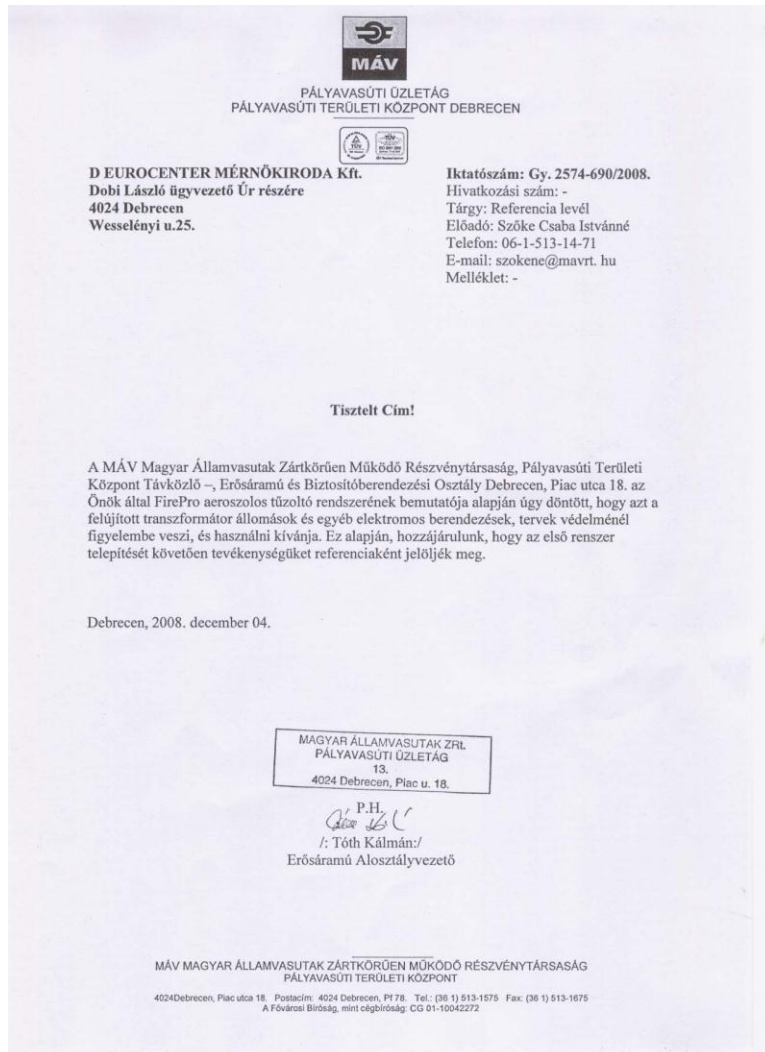 MÁV
PÁLYAVASÚTI ÜZLETÁG
PÁLYAVASÚTI TERÜLETI KÖZPONT DEBRECEN
TÜV
TÜV
D EUROCENTER MÉRNÖKIRODA Kft.
Dobi László ügyvezető Úr részére
4024 Debrecen
Wesselényi u.25.
Iktatószám: Gy. 2574-690/2008.
Hivatkozási szám: -
Tárgy: Referencia levél
Előadó: Szőke Csaba Istvánné
Telefon: 06-1-513-14-71
E-mail: szokene@mavrt. hu
Melléklet: -
Tisztelt Cím!
A MÁV Magyar Államvasutak Zártkörűen Működő Részvénytársaság, Pályavasúti Területi
Központ Távközlő –, Erősáramú és Biztosítóberendezési Osztály Debrecen, Piac utca 18. az
Önök által FirePro aeroszolos tűzoltó rendszerének bemutatója alapján úgy döntött, hogy azt a
felújított transzformátor állomások és egyéb elektromos berendezések, tervek védelménél
figyelembe veszi, és használni kívánja. Ez alapján, hozzájárulunk, hogy az első renszer
telepítését követően tevékenységüket referenciaként jelöljék meg.
Debrecen, 2008. december 04.
MAGYAR ÁLLAMVASUTAK ZRt.
PÁLYAVASÚTI ÜZLETÁG
13.
4024 Debrecen, Piac u. 18.
P.H.
/: Tóth Kálmán:/
Erősáramú Alosztályvezető
MÁV MAGYAR ÁLLAMVASUTAK ZÁRTKÖRŰEN MŰKÖDŐ RÉSZVÉNYTÁRSASÁG
PÁLYAVASÚTI TERÜLETI KÖZPONT
4024Debrecen, Piac utca 18. Postacím: 4024 Debrecen, Pf 78. Tel.: (36 1) 513-1575 Fax: (36 1) 513-1675
A Fővárosi Bíróság, mint cégbíróság: CG 01-10042272